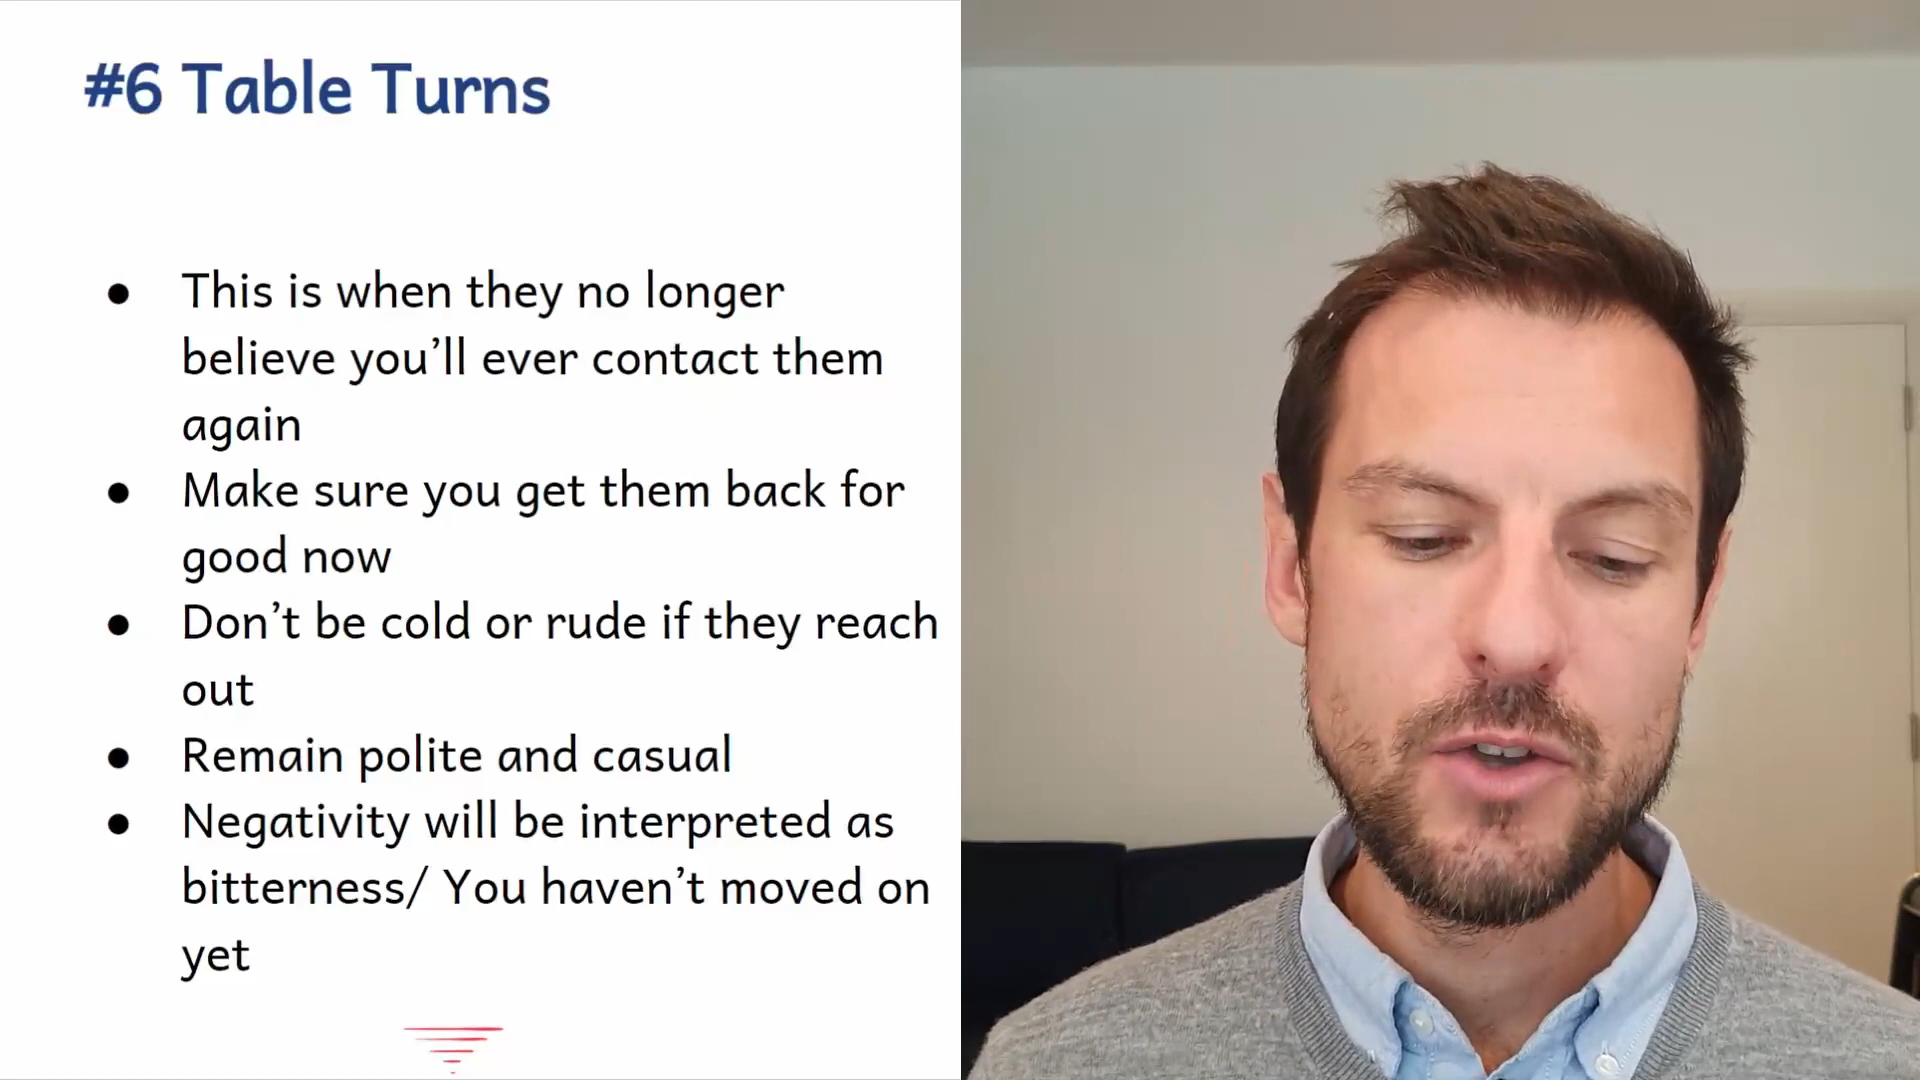 #6 Table Turns
● This is when they no longer
believe you’ll ever contact them
again
● Make sure you get them back for
good now
● Don’t be cold or rude if they reach
out
● Remain polite and casual
● Negativity will be interpreted as
bitterness/ You haven’t moved on
yet